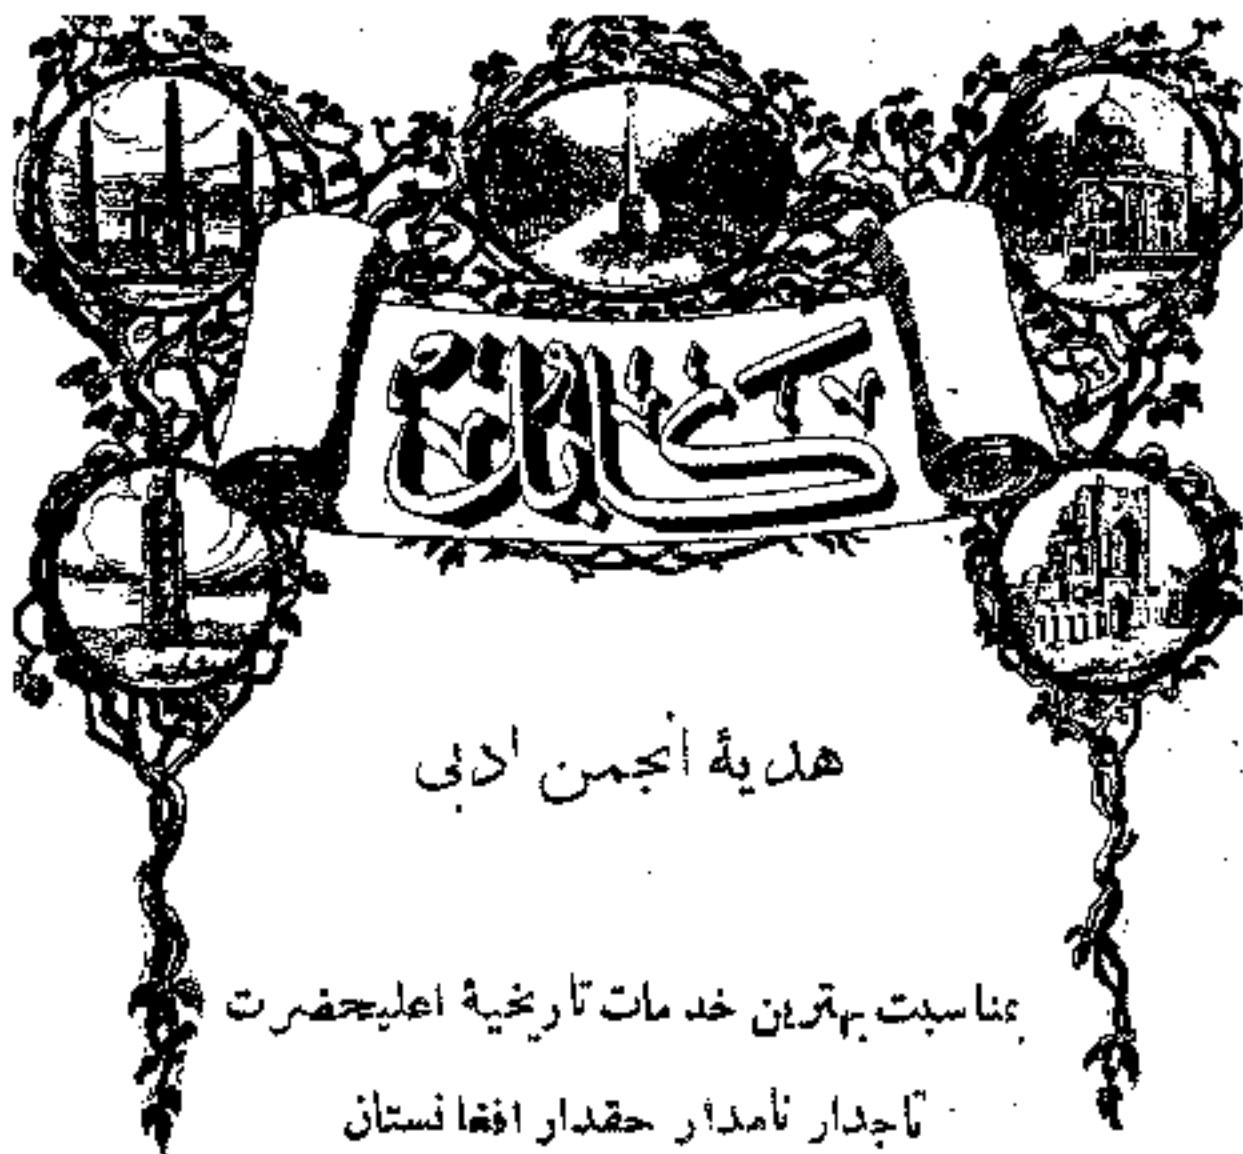 کابل
هدیهٔ انجمن ادبی
بمناسبت بهترین خدمات تاریخیهٔ اعلیحضرت
تاجدار نامدار حقدار افغانستان